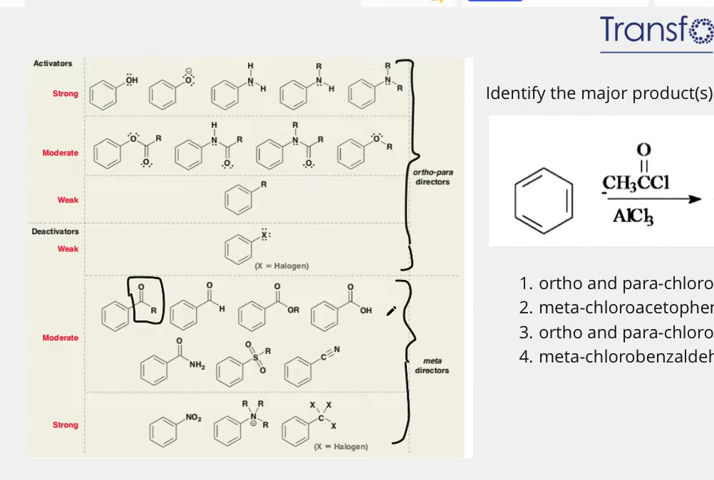 Transf
Activators
Strong
ÖH
O
H
N
H
R
N
H
R
N
R
Moderate
O
R
O
H
N
R
O
R
N
R
O
O
R
ortho-para
directors
Weak
R
Deactivators
Weak
X:
(X = Halogen)
Moderate
O
R
O
H
O
OR
O
OH
O
NH₂
O
S
R
O
C
N
meta
directors
Strong
NO₂
R R
N
R
X X
C
X
(X = Halogen)
Identify the major product(s)
O
CH₃CCl
AlCl₃
1. ortho and para-chloro
2. meta-chloroacetopher
3. ortho and para-chloro
4. meta-chlorobenzaldeh